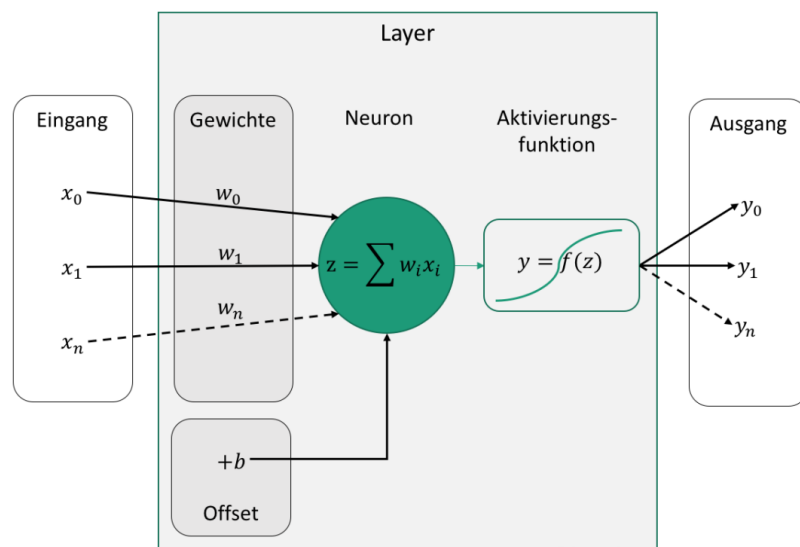 Layer
Eingang
Gewichte
Neuron
Aktivierungs-
funktion
Ausgang
x₀
w₀
x₁
w₁
xₙ
wₙ
z = ∑ wᵢxᵢ
y = f(z)
y₀
y₁
yₙ
+b
Offset